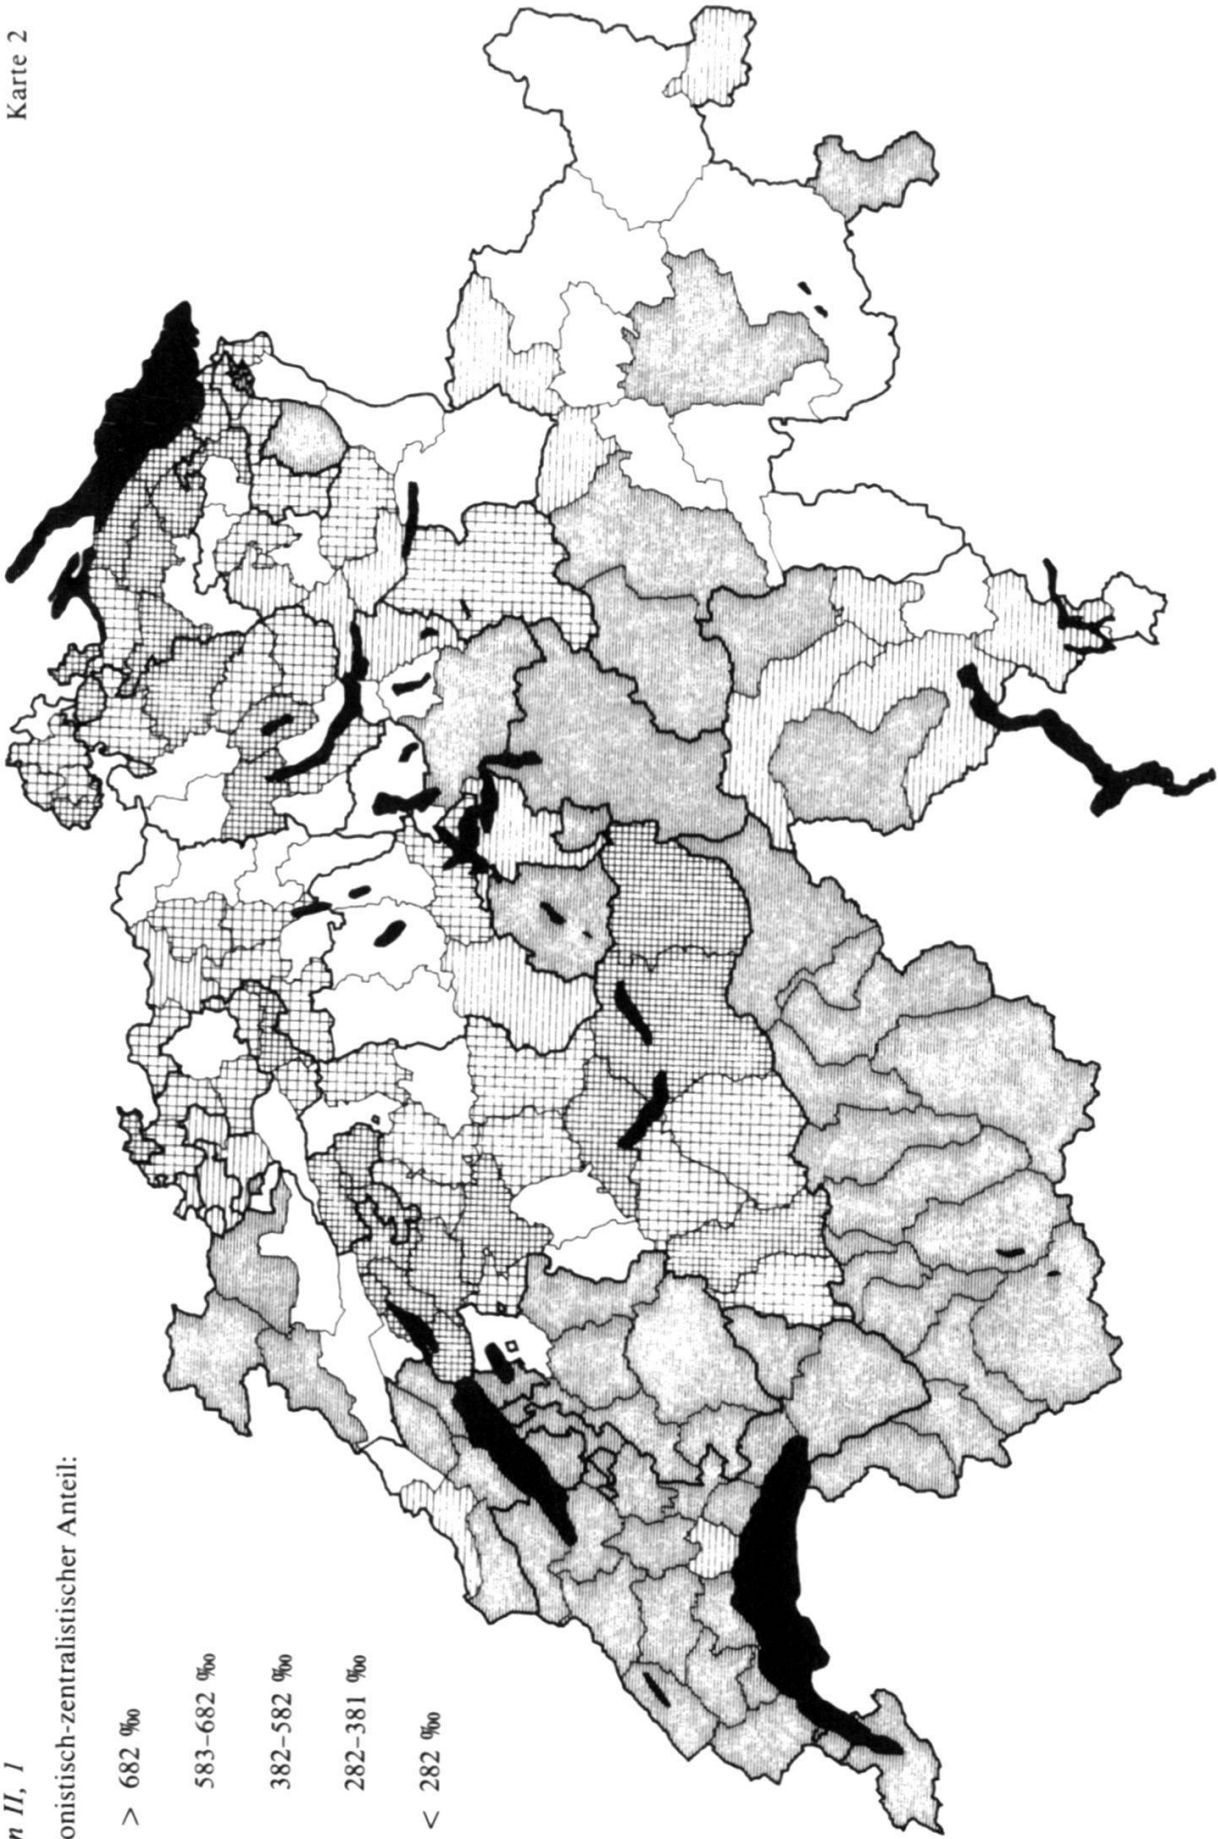 n II, 1
Karte 2
onistisch-zentralistischer Anteil:
> 682 ‰
583–682 ‰
382–582 ‰
282–381 ‰
< 282 ‰